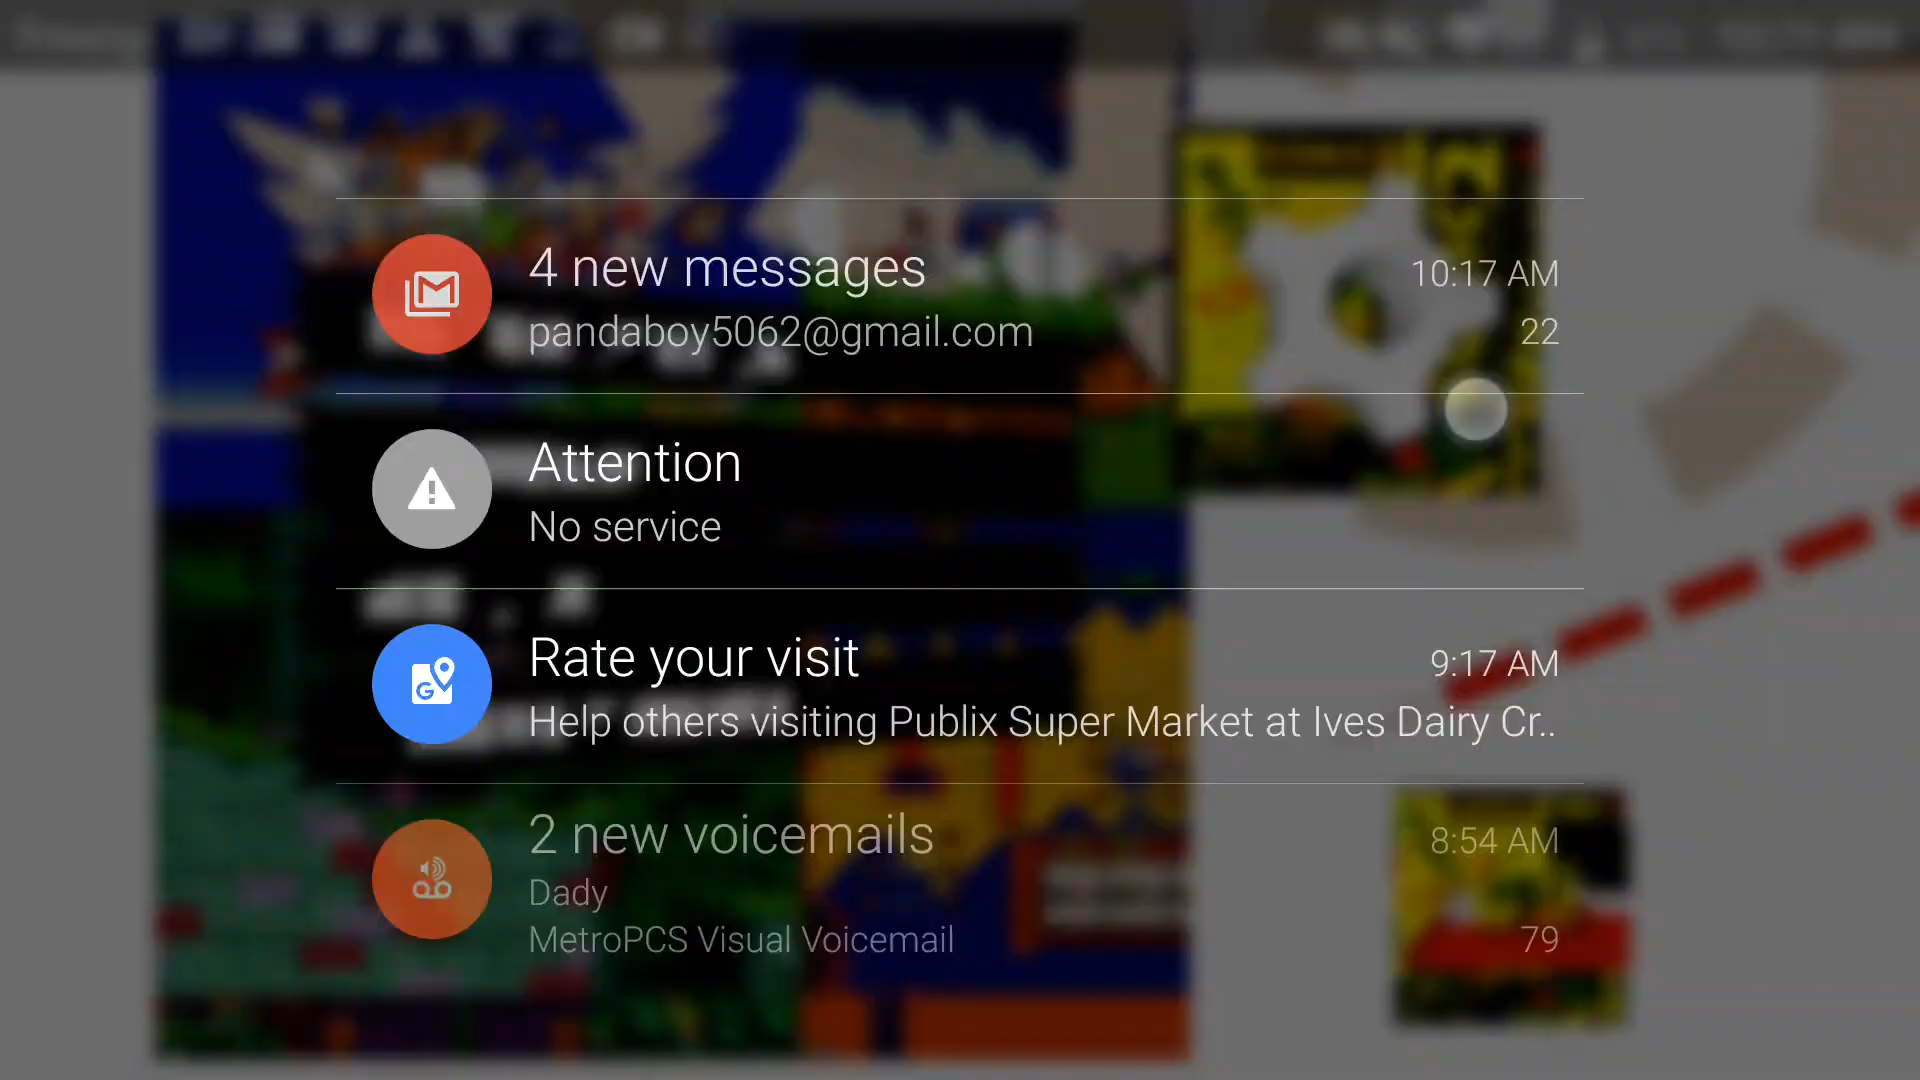 4 new messages
10:17 AM
pandaboy5062@gmail.com
22
Attention
No service
Rate your visit
9:17 AM
Help others visiting Publix Super Market at Ives Dairy Cr..
2 new voicemails
8:54 AM
Dady
MetroPCS Visual Voicemail
79